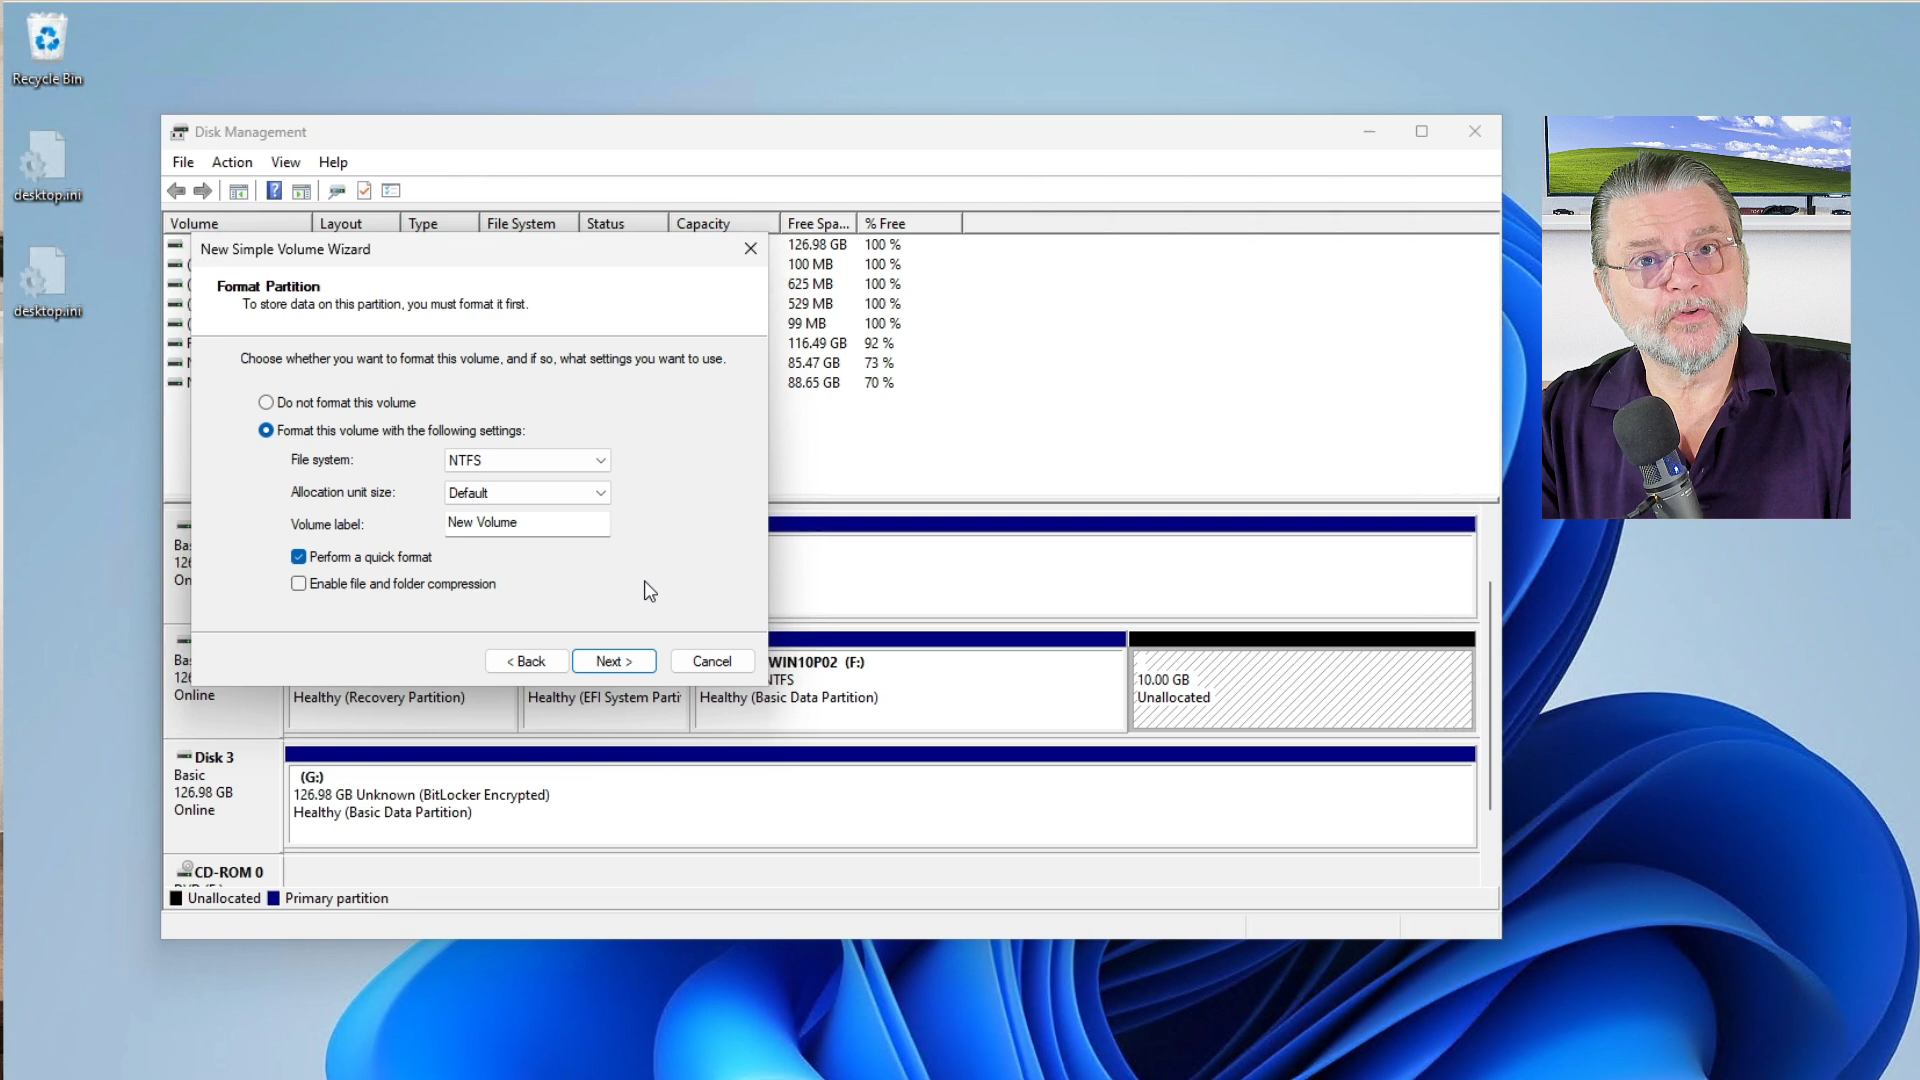 Recycle Bin
desktop.ini
desktop.ini
Disk Management
File Action View Help
Volume Layout Type File System Status Capacity Free Spa... % Free
126.98 GB 100 %
100 MB 100 %
625 MB 100 %
529 MB 100 %
99 MB 100 %
116.49 GB 92 %
85.47 GB 73 %
88.65 GB 70 %
New Simple Volume Wizard
Format Partition
To store data on this partition, you must format it first.
Choose whether you want to format this volume, and if so, what settings you want to use.
Do not format this volume
Format this volume with the following settings:
File system: NTFS
Allocation unit size: Default
Volume label: New Volume
Perform a quick format
Enable file and folder compression
< Back Next > Cancel
WIN10P02 (F:)
Online
Healthy (Recovery Partition)
Healthy (EFI System Parti
Healthy (Basic Data Partition)
10.00 GB
Unallocated
Disk 3
Basic
126.98 GB
Online
(G:)
126.98 GB Unknown (BitLocker Encrypted)
Healthy (Basic Data Partition)
CD-ROM 0
Unallocated Primary partition